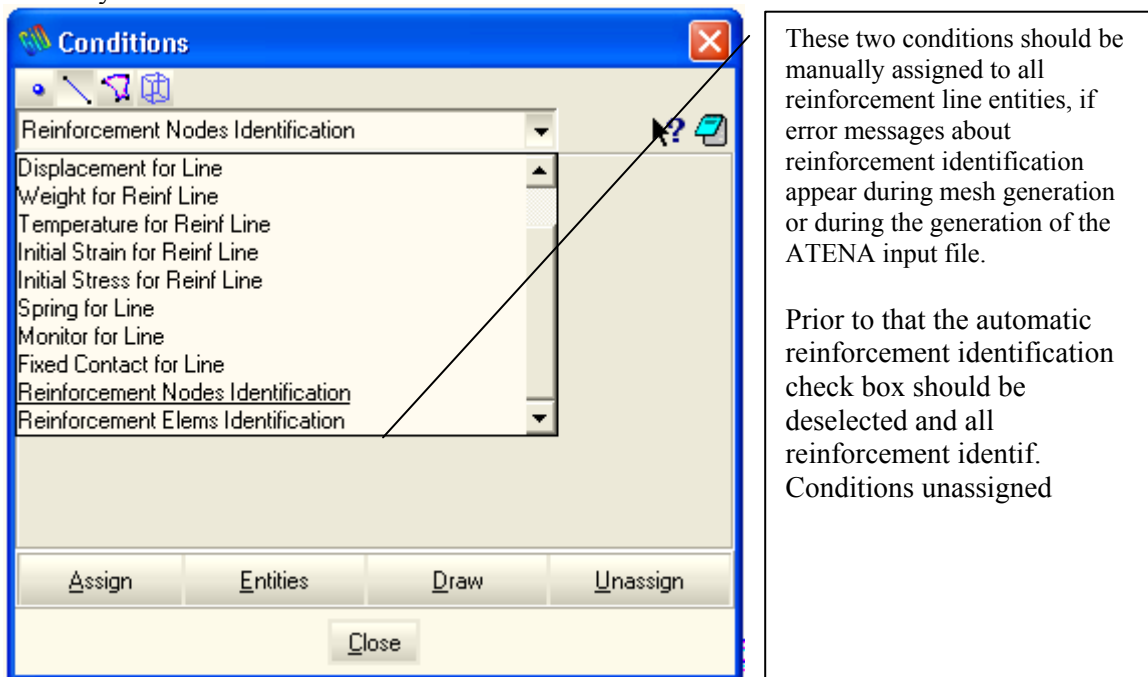 Conditions
Reinforcement Nodes Identification
Displacement for Line
Weight for Reinf Line
Temperature for Reinf Line
Initial Strain for Reinf Line
Initial Stress for Reinf Line
Spring for Line
Monitor for Line
Fixed Contact for Line
Reinforcement Nodes Identification
Reinforcement Elems Identification
Assign Entities Draw Unassign
Close
These two conditions should be
manually assigned to all
reinforcement line entities, if
error messages about
reinforcement identification
appear during mesh generation
or during the generation of the
ATENA input file.
Prior to that the automatic
reinforcement identification
check box should be
deselected and all
reinforcement identif.
Conditions unassigned